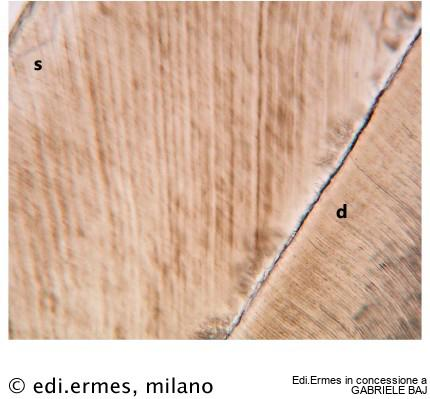 s
d
© edi.ermes, milano
Edi.Ermes in concessione a
GABRIELE BAJ